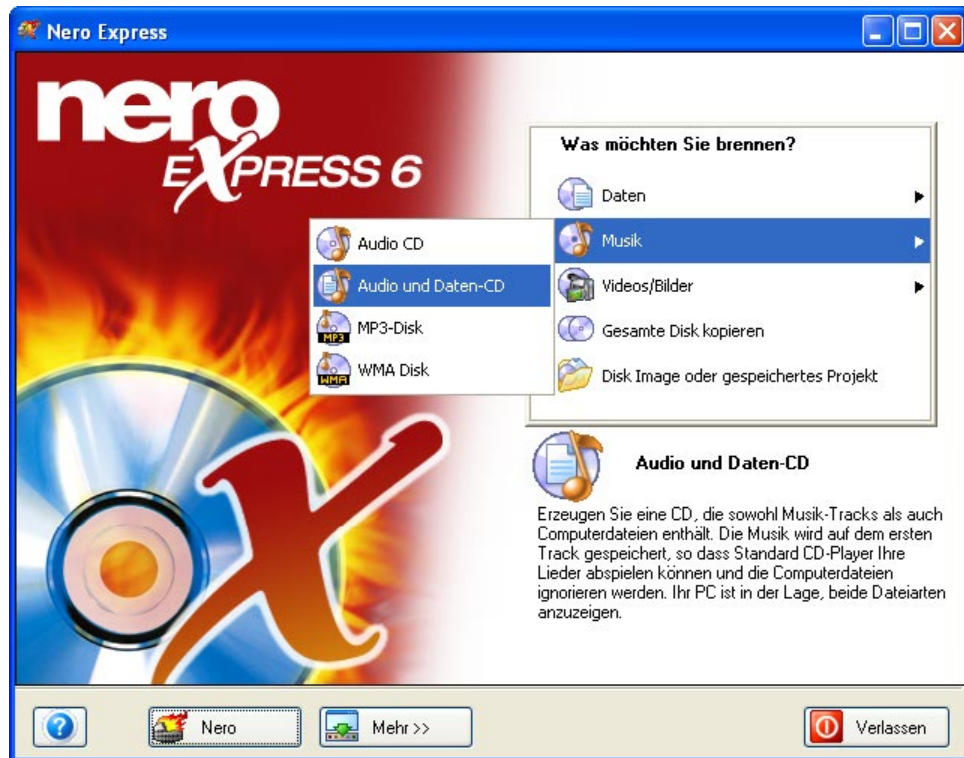 Nero Express
nero
EXPRESS 6
Was möchten Sie brennen?
Daten
Musik
Videos/Bilder
Gesamte Disk kopieren
Disk Image oder gespeichertes Projekt
Audio CD
Audio und Daten-CD
MP3
MP3-Disk
WMA
WMA Disk
Audio und Daten-CD
Erzeugen Sie eine CD, die sowohl Musik-Tracks als auch
Computerdateien enthält. Die Musik wird auf dem ersten
Track gespeichert, so dass Standard CD-Player Ihre
Lieder abspielen können und die Computerdateien
ignorieren werden. Ihr PC ist in der Lage, beide Dateiarten
anzuzeigen.
?
Nero
Mehr >>
Verlassen